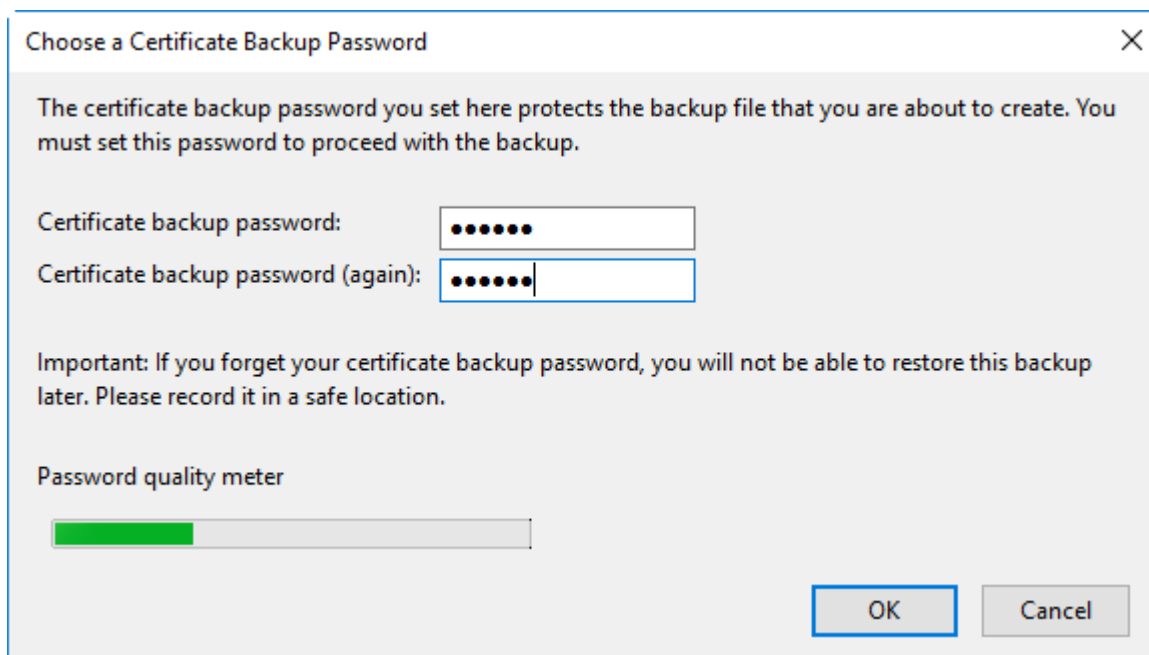 Choose a Certificate Backup Password
The certificate backup password you set here protects the backup file that you are about to create. You
must set this password to proceed with the backup.
Certificate backup password:
●●●●●●
Certificate backup password (again):
●●●●●●
Important: If you forget your certificate backup password, you will not be able to restore this backup
later. Please record it in a safe location.
Password quality meter
OK
Cancel